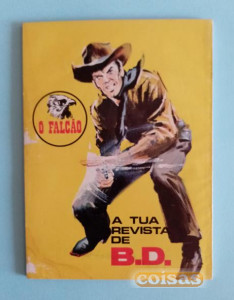 O FALCÃO
A TUA
REVISTA
DE
B.D.
coisas